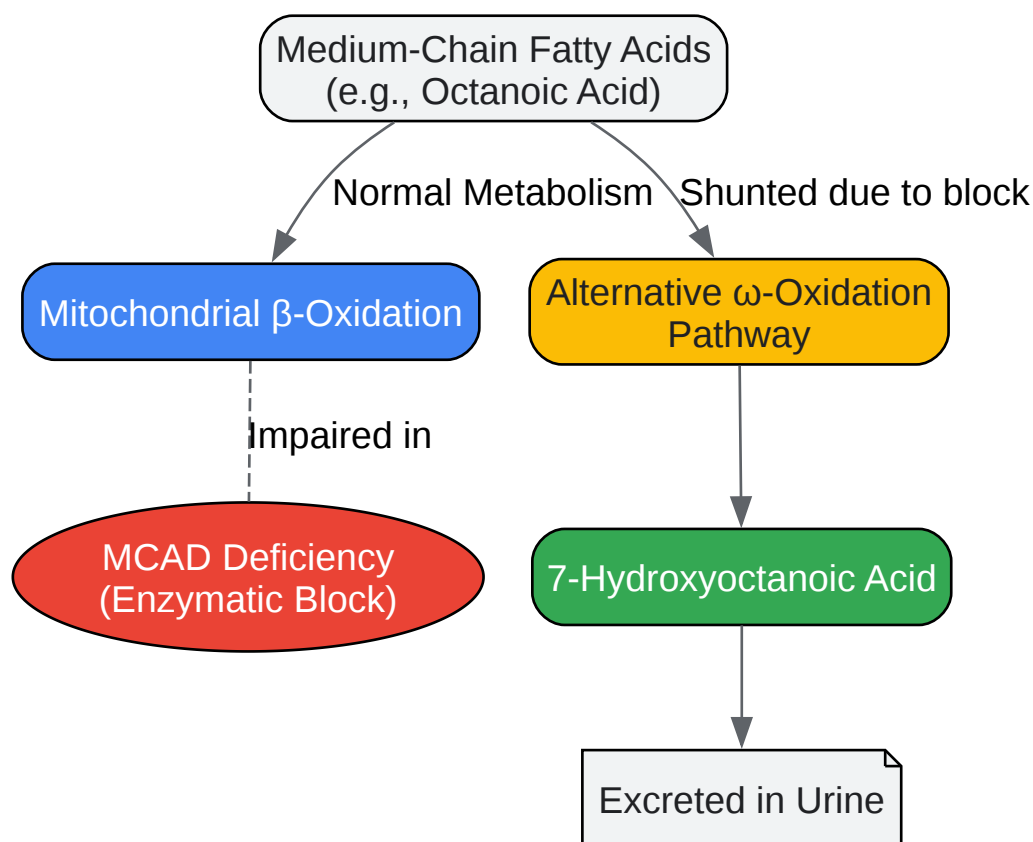 Medium-Chain Fatty Acids
(e.g., Octanoic Acid)
Normal Metabolism
Shunted due to block
Mitochondrial β-Oxidation
Alternative ω-Oxidation
Pathway
Impaired in
MCAD Deficiency
(Enzymatic Block)
7-Hydroxyoctanoic Acid
Excreted in Urine